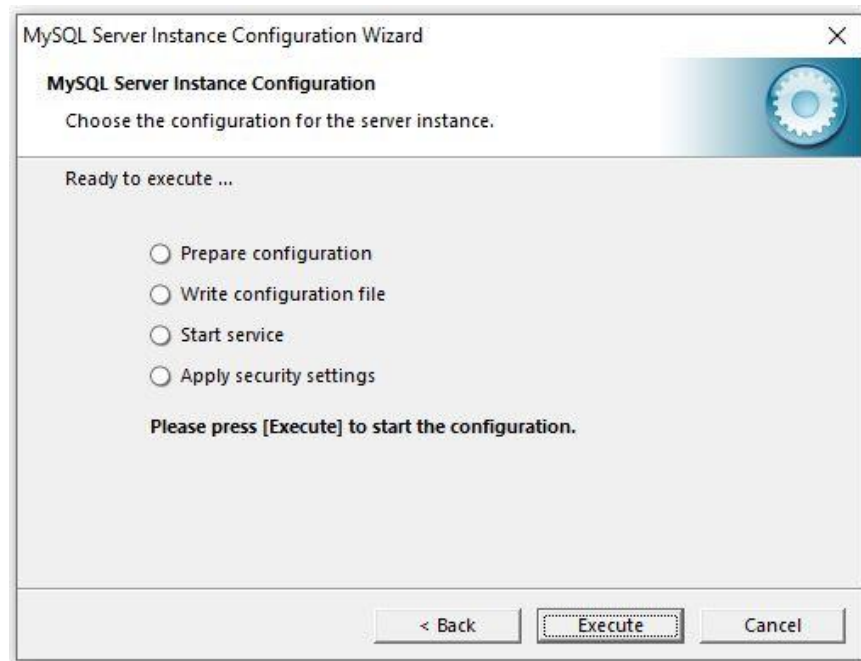 MySQL Server Instance Configuration Wizard
MySQL Server Instance Configuration
Choose the configuration for the server instance.
Ready to execute ...
Prepare configuration
Write configuration file
Start service
Apply security settings
Please press [Execute] to start the configuration.
< Back Execute Cancel